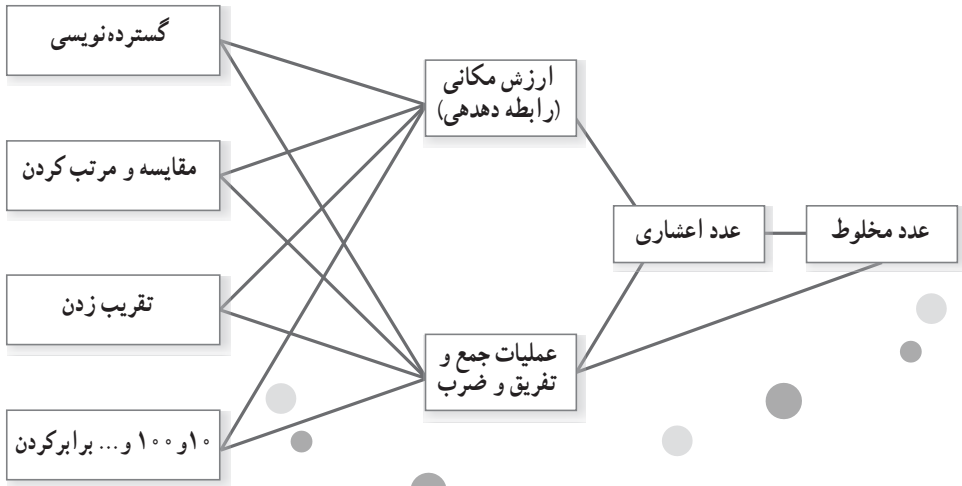 گسترده‌نویسی
ارزش مکانی
(رابطه دهدهی)
مقایسه و مرتب کردن
عدد مخلوط
عدد اعشاری
تقریب زدن
عملیات جمع و
تفریق و ضرب
۱۰و ۱۰۰ و... برابرکردن